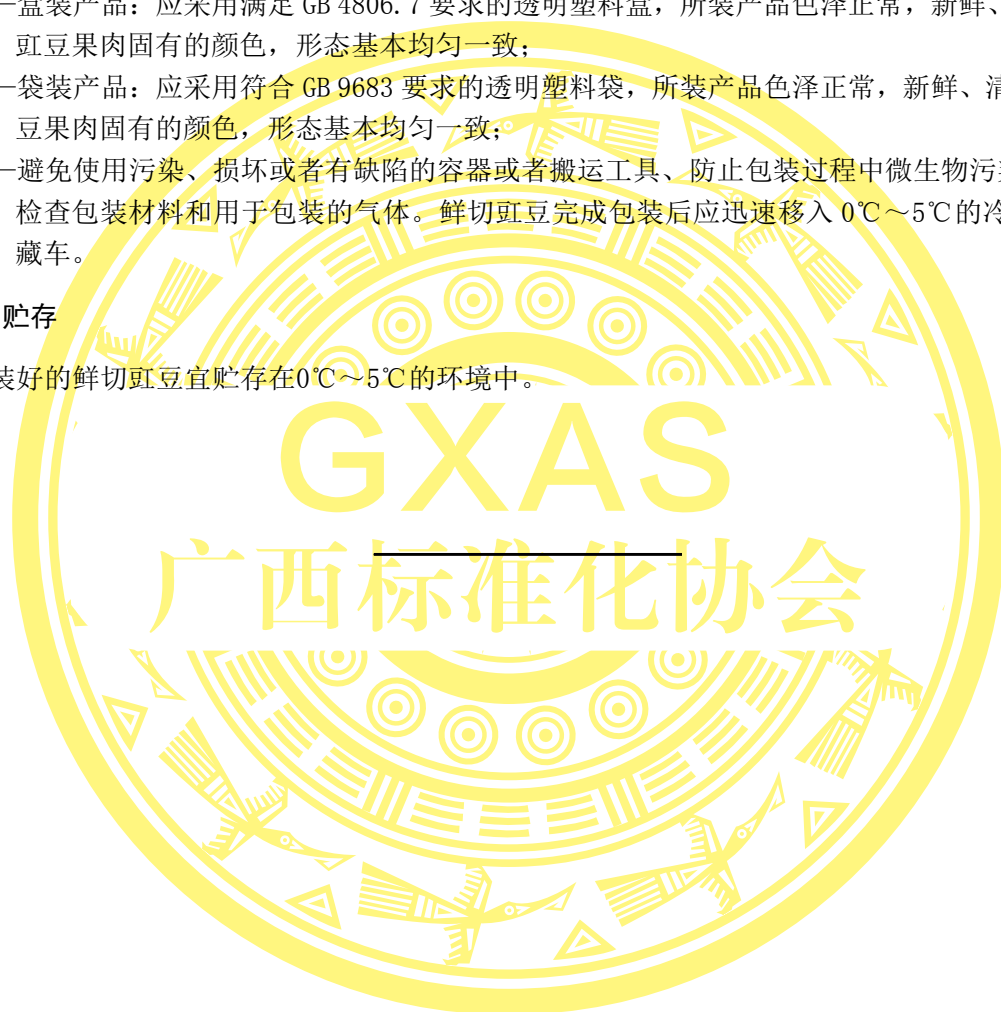 —盒装产品：应采用满足 GB 4806.7 要求的透明塑料盒，所装产品色泽正常，新鲜、
豇豆果肉固有的颜色，形态基本均匀一致；
—袋装产品：应采用符合 GB 9683 要求的透明塑料袋，所装产品色泽正常，新鲜、清
豆果肉固有的颜色，形态基本均匀一致；
—避免使用污染、损坏或者有缺陷的容器或者搬运工具、防止包装过程中微生物污
检查包装材料和用于包装的气体。鲜切豇豆完成包装后应迅速移入 0℃～5℃的冷
藏车。
贮存
装好的鲜切豇豆宜贮存在0℃～5℃的环境中。
GXAS
广西标准化协会